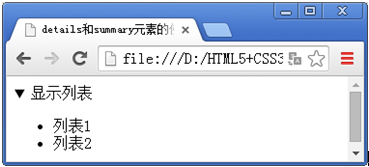 details和summary元素的
file:///D:/HTML5+CSS3
▼ 显示列表
• 列表1
• 列表2